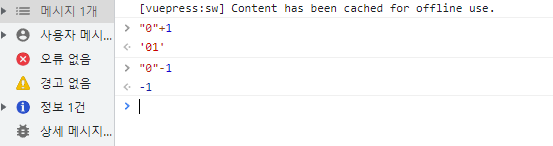 메시지 1개
사용자 메시...
오류 없음
경고 없음
정보 1건
상세 메시지...
[vuepress:sw] Content has been cached for offline use.
"0"+1
'01'
"0"-1
-1